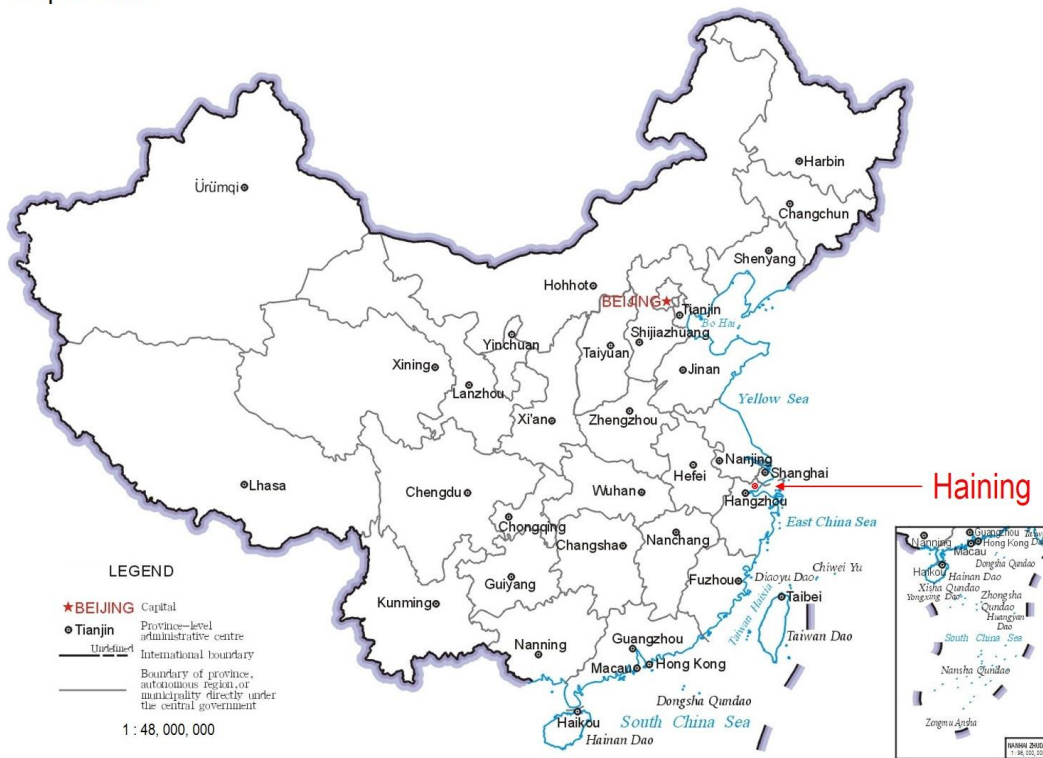 Harbin
Ürümqi
Changchun
Shenyang
Hohhot
BEIJING
Tianjin
Bo Hai
Shijiazhuang
Yinchuan
Taiyuan
Xining
Jinan
Lanzhou
Yellow Sea
Xi'an
Zhengzhou
Nanjing
Hefei
Shanghai
Lhasa
Chengdu
Wuhan
Haining
Hangzhou
Chongqing
East China Sea
Changsha
Nanchang
Guiyang
Fuzhou
Diaoyu Dao
Chiwei Yu
Kunming
Taibei
Taiwan Haixia
Taiwan Dao
Nanning
Guangzhou
Macau
Hong Kong
Dongsha Qundao
Haikou
South China Sea
Hainan Dao
LEGEND
BEIJING Capital
Tianjin Province-level
administrative centre
Undefined International boundary
Boundary of province,
autonomous region, or
municipality directly under
the central government
1 : 48, 000, 000
Nanning
Guangzhou
Hong Kong
Macau
Haikou
Dongsha Qundao
Hainan Dao
Xisha Qundao
Yongxing Dao
Zhongsha
Qundao
Huangyan
Dao
South China Sea
Nansha Qundao
Zengmu Ansha